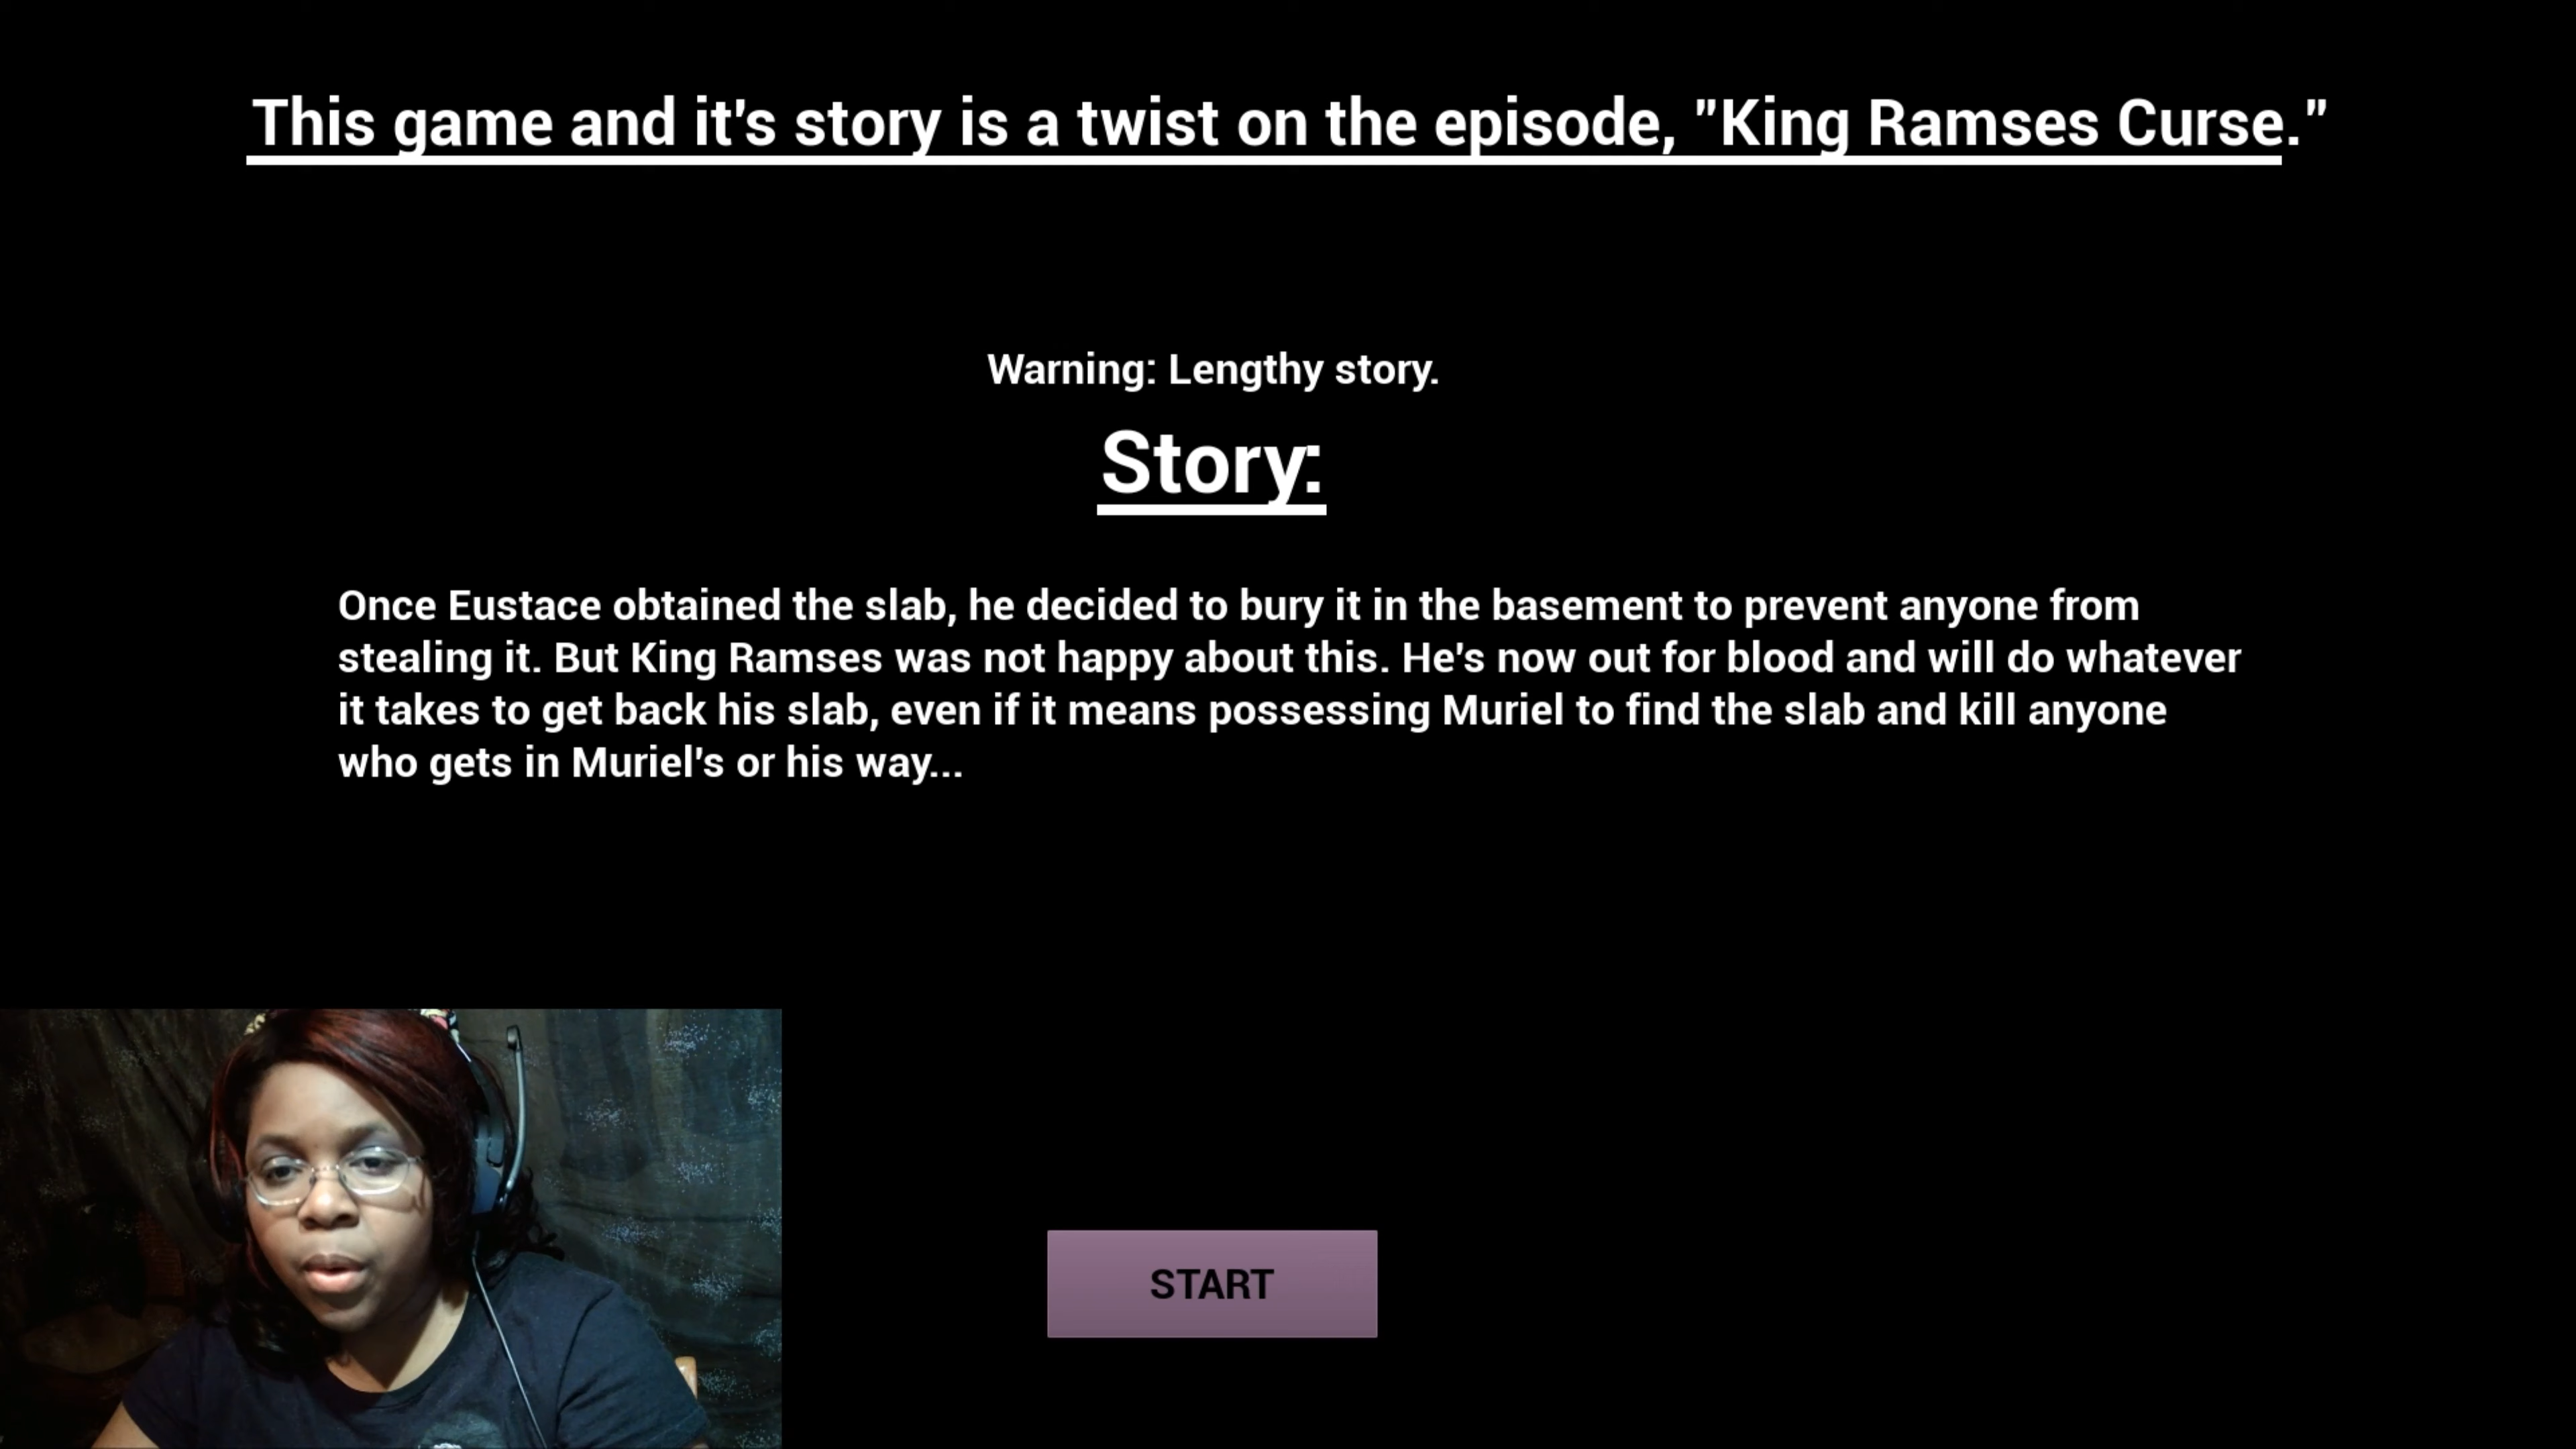 This game and it's story is a twist on the episode, "King Ramses Curse."
Warning: Lengthy story.
Story:
Once Eustace obtained the slab, he decided to bury it in the basement to prevent anyone from
stealing it. But King Ramses was not happy about this. He's now out for blood and will do whatever
it takes to get back his slab, even if it means possessing Muriel to find the slab and kill anyone
who gets in Muriel's or his way...
START